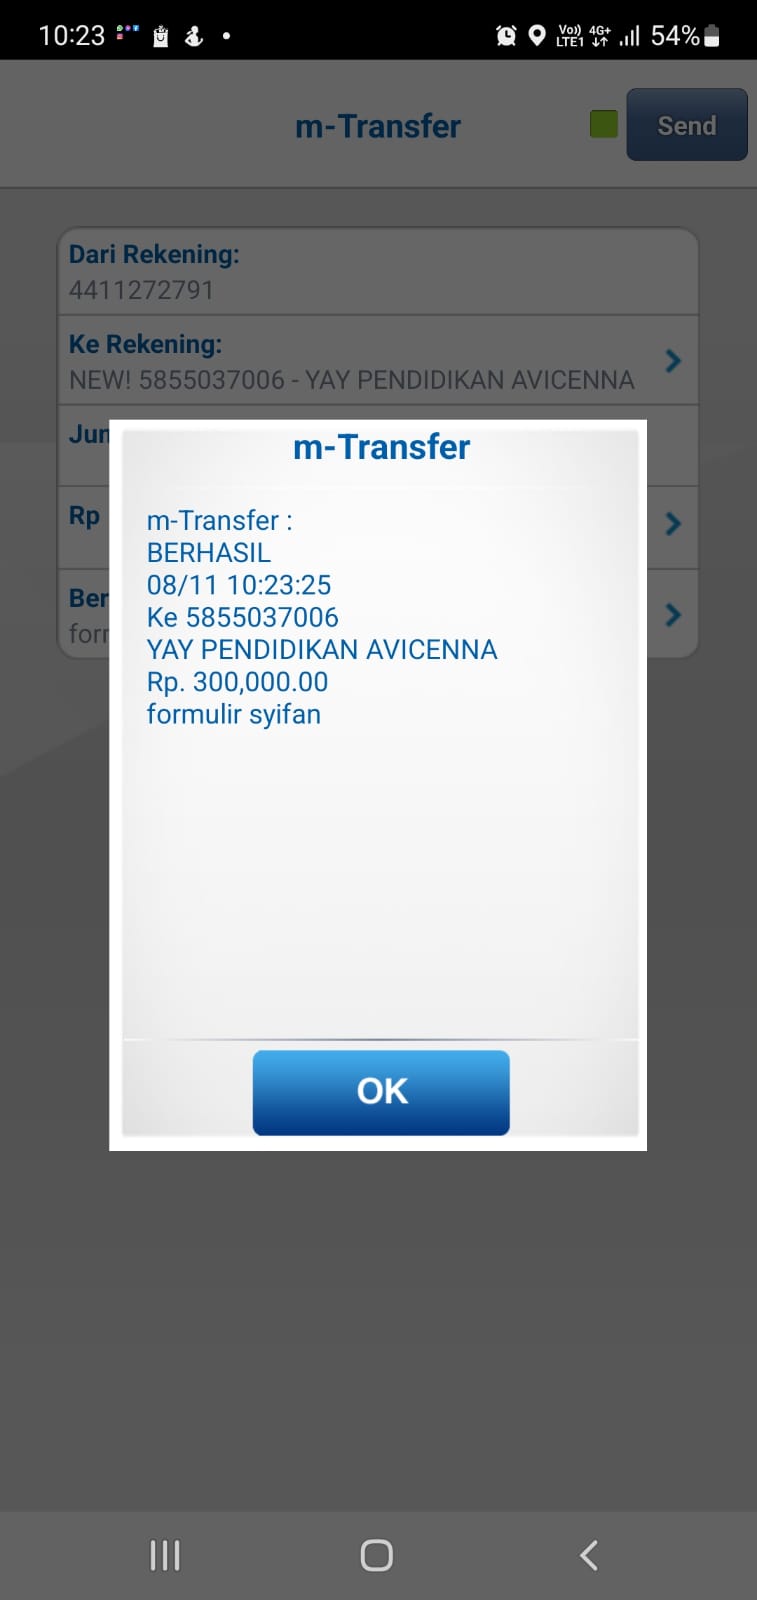 10:23
Vo)) 4G+ 54%
LTE1
m-Transfer
Send
Dari Rekening:
4411272791
Ke Rekening:
NEW! 5855037006 - YAY PENDIDIKAN AVICENNA
Jum
Rp
Ber
form
m-Transfer
m-Transfer :
BERHASIL
08/11 10:23:25
Ke 5855037006
YAY PENDIDIKAN AVICENNA
Rp. 300,000.00
formulir syifan
OK